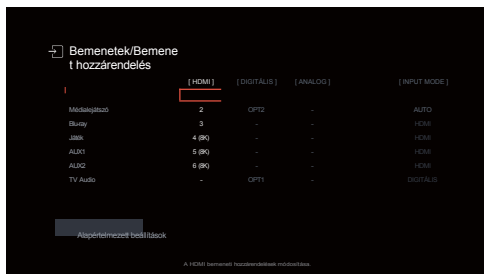 Bemenetek/Bemene
t hozzárendelés
[ HDMI ] [ DIGITÁLIS ] [ ANALOG ] [ INPUT MODE ]
Médialejátszó 2 OPT2 - AUTO
Blu-ray 3 - - HDMI
Játék 4 (8K) - - HDMI
AUX1 5 (8K) - - HDMI
AUX2 6 (8K) - - HDMI
TV Audio - OPT1 - DIGITÁLIS
Alapértelmezett beállítások
A HDMI bemeneti hozzárendelések módosítása.